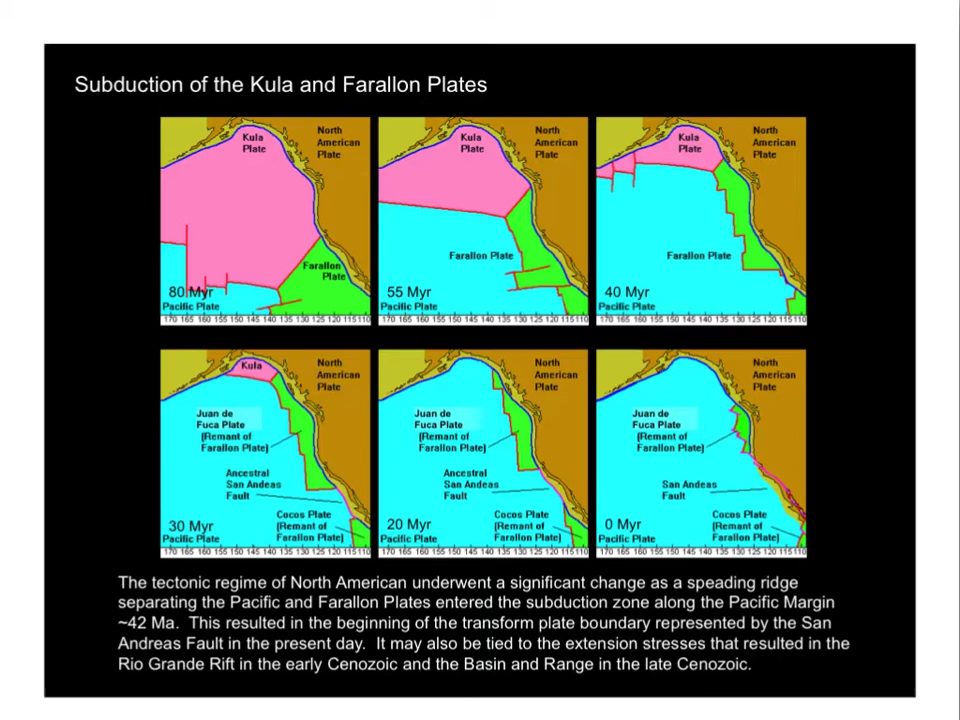 Subduction of the Kula and Farallon Plates
Kula
Plate
North
American
Plate
Farallon
Plate
80 Myr
Pacific Plate
170 165 160 155 150 145 140 135 130 125 120 115 110
Kula
Plate
North
American
Plate
Farallon Plate
55 Myr
Pacific Plate
170 165 160 155 150 145 140 135 130 125 120 115 110
Kula
Plate
North
American
Plate
Farallon Plate
40 Myr
Pacific Plate
170 165 160 155 150 145 140 135 130 125 120 115 110
Kula
North
American
Plate
Juan de
Fuca Plate
(Remant of
Farallon Plate)
Ancestral
San Andeas
Fault
Cocos Plate
(Remant of
Farallon Plate)
30 Myr
Pacific Plate
170 165 160 155 150 145 140 135 130 125 120 115 110
North
American
Plate
Juan de
Fuca Plate
(Remant of
Farallon Plate)
Ancestral
San Andeas
Fault
Cocos Plate
(Remant of
Farallon Plate)
20 Myr
Pacific Plate
170 165 160 155 150 145 140 135 130 125 120 115 110
North
American
Plate
Juan de
Fuca Plate
(Remant of
Farallon Plate)
San Andeas
Fault
Cocos Plate
(Remant of
Farallon Plate)
0 Myr
Pacific Plate
170 165 160 155 150 145 140 135 130 125 120 115 110
The tectonic regime of North American underwent a significant change as a speading ridge
separating the Pacific and Farallon Plates entered the subduction zone along the Pacific Margin
~42 Ma. This resulted in the beginning of the transform plate boundary represented by the San
Andreas Fault in the present day. It may also be tied to the extension stresses that resulted in the
Rio Grande Rift in the early Cenozoic and the Basin and Range in the late Cenozoic.